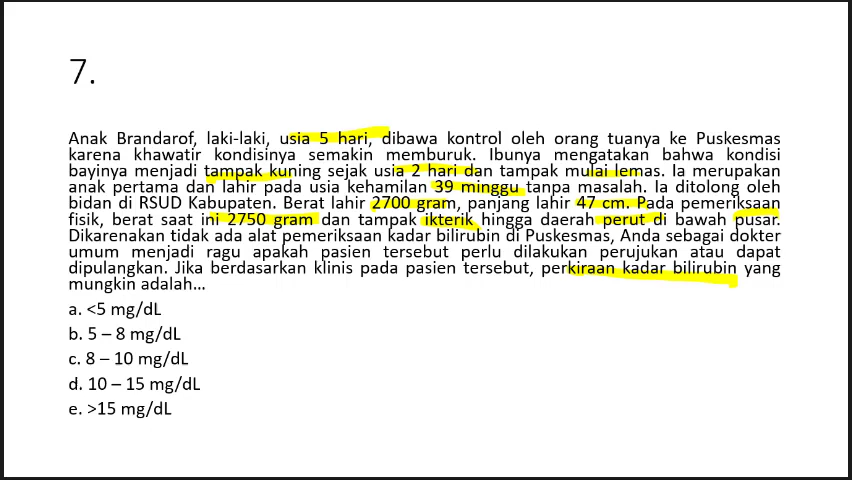 7.
Anak Brandarof, laki-laki, usia 5 hari, dibawa kontrol oleh orang tuanya ke Puskesmas
karena khawatir kondisinya semakin memburuk. Ibunya mengatakan bahwa kondisi
bayinya menjadi tampak kuning sejak usia 2 hari dan tampak mulai lemas. Ia merupakan
anak pertama dan lahir pada usia kehamilan 39 minggu tanpa masalah. Ia ditolong oleh
bidan di RSUD Kabupaten. Berat lahir 2700 gram, panjang lahir 47 cm. Pada pemeriksaan
fisik, berat saat ini 2750 gram dan tampak ikterik hingga daerah perut di bawah pusar.
Dikarenakan tidak ada alat pemeriksaan kadar bilirubin di Puskesmas, Anda sebagai dokter
umum menjadi ragu apakah pasien tersebut perlu dilakukan perujukan atau dapat
dipulangkan. Jika berdasarkan klinis pada pasien tersebut, perkiraan kadar bilirubin yang
mungkin adalah…
a. <5 mg/dL
b. 5 – 8 mg/dL
c. 8 – 10 mg/dL
d. 10 – 15 mg/dL
e. >15 mg/dL